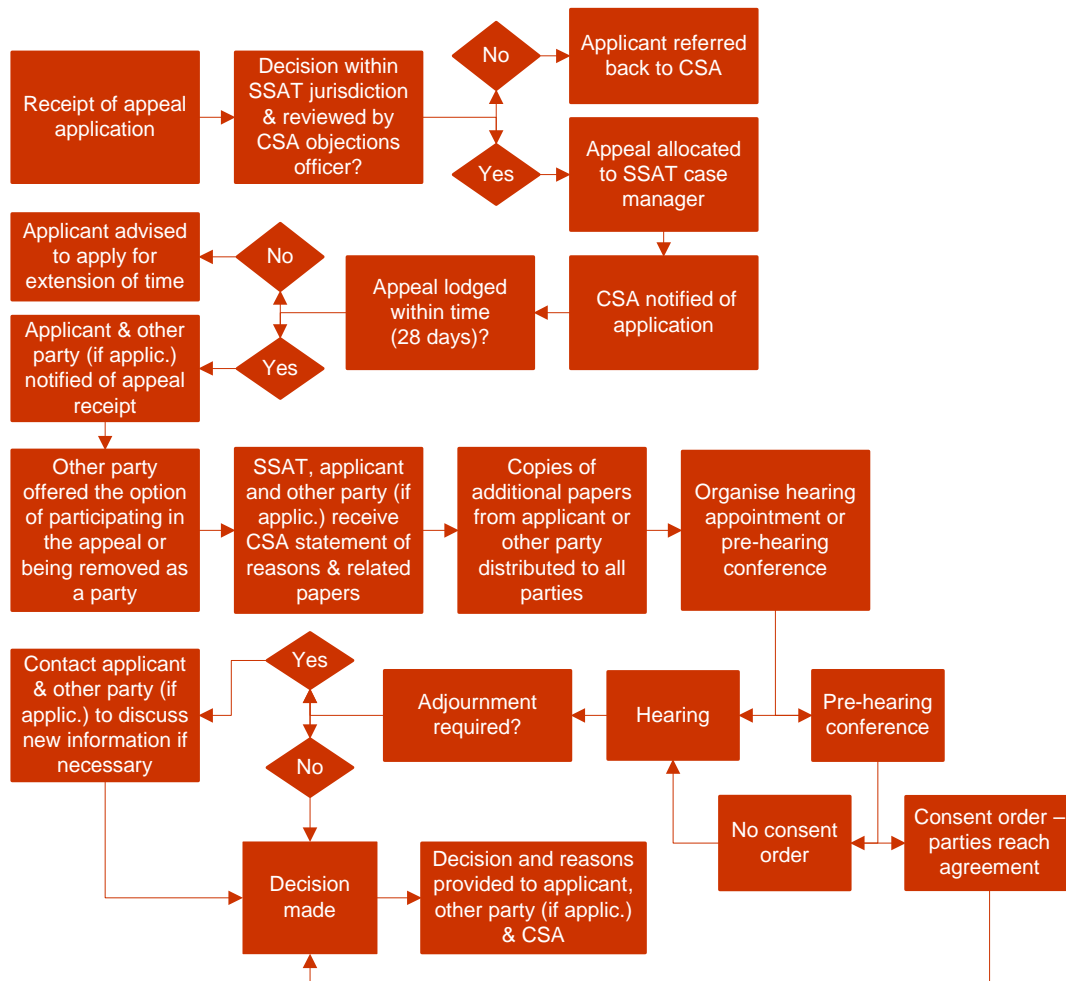 Receipt of appeal
application
Decision within
SSAT jurisdiction
& reviewed by
CSA objections
officer?
No
Applicant referred
back to CSA
Yes
Appeal allocated
to SSAT case
manager
CSA notified of
application
Appeal lodged
within time
(28 days)?
No
Applicant advised
to apply for
extension of time
Yes
Applicant & other
party (if applic.)
notified of appeal
receipt
Other party
offered the option
of participating in
the appeal or
being removed as
a party
SSAT, applicant
and other party (if
applic.) receive
CSA statement of
reasons & related
papers
Copies of
additional papers
from applicant or
other party
distributed to all
parties
Organise hearing
appointment or
pre-hearing
conference
Pre-hearing
conference
Hearing
Adjournment
required?
Yes
Contact applicant
& other party (if
applic.) to discuss
new information if
necessary
No
No consent
order
Consent order –
parties reach
agreement
Decision
made
Decision and reasons
provided to applicant,
other party (if applic.)
& CSA